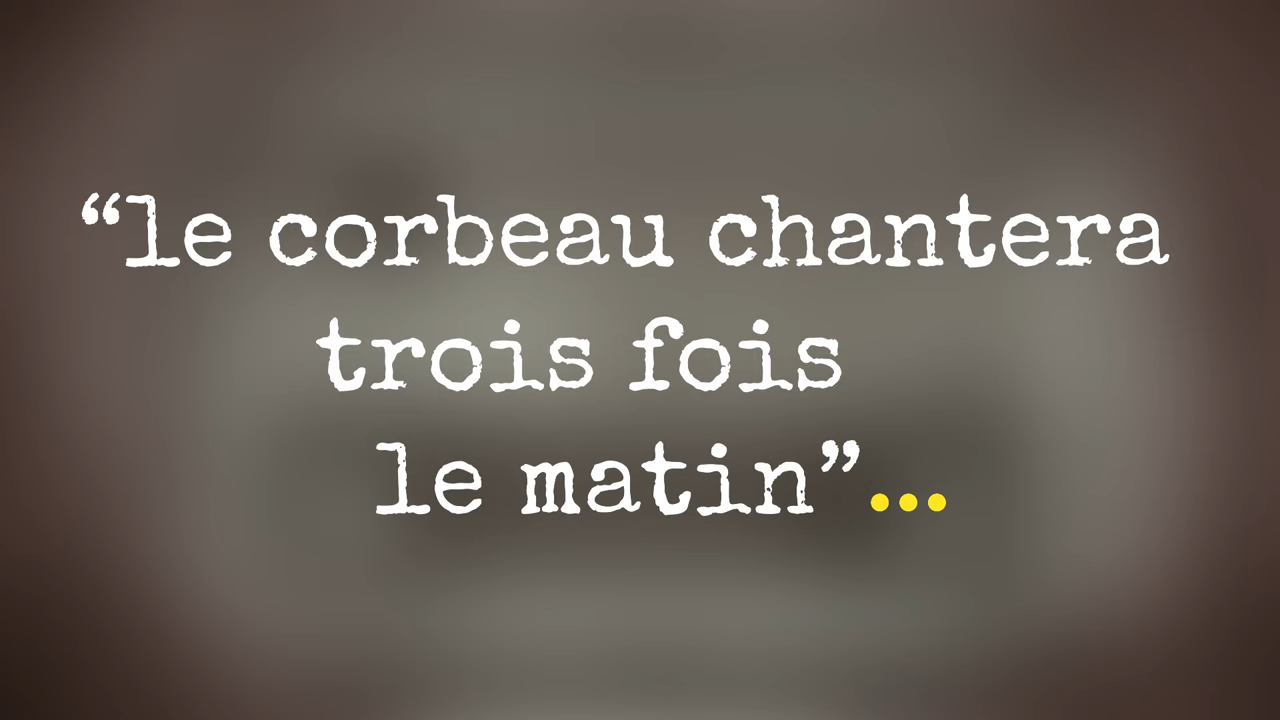 “le corbeau chantera
trois fois
le matin”...